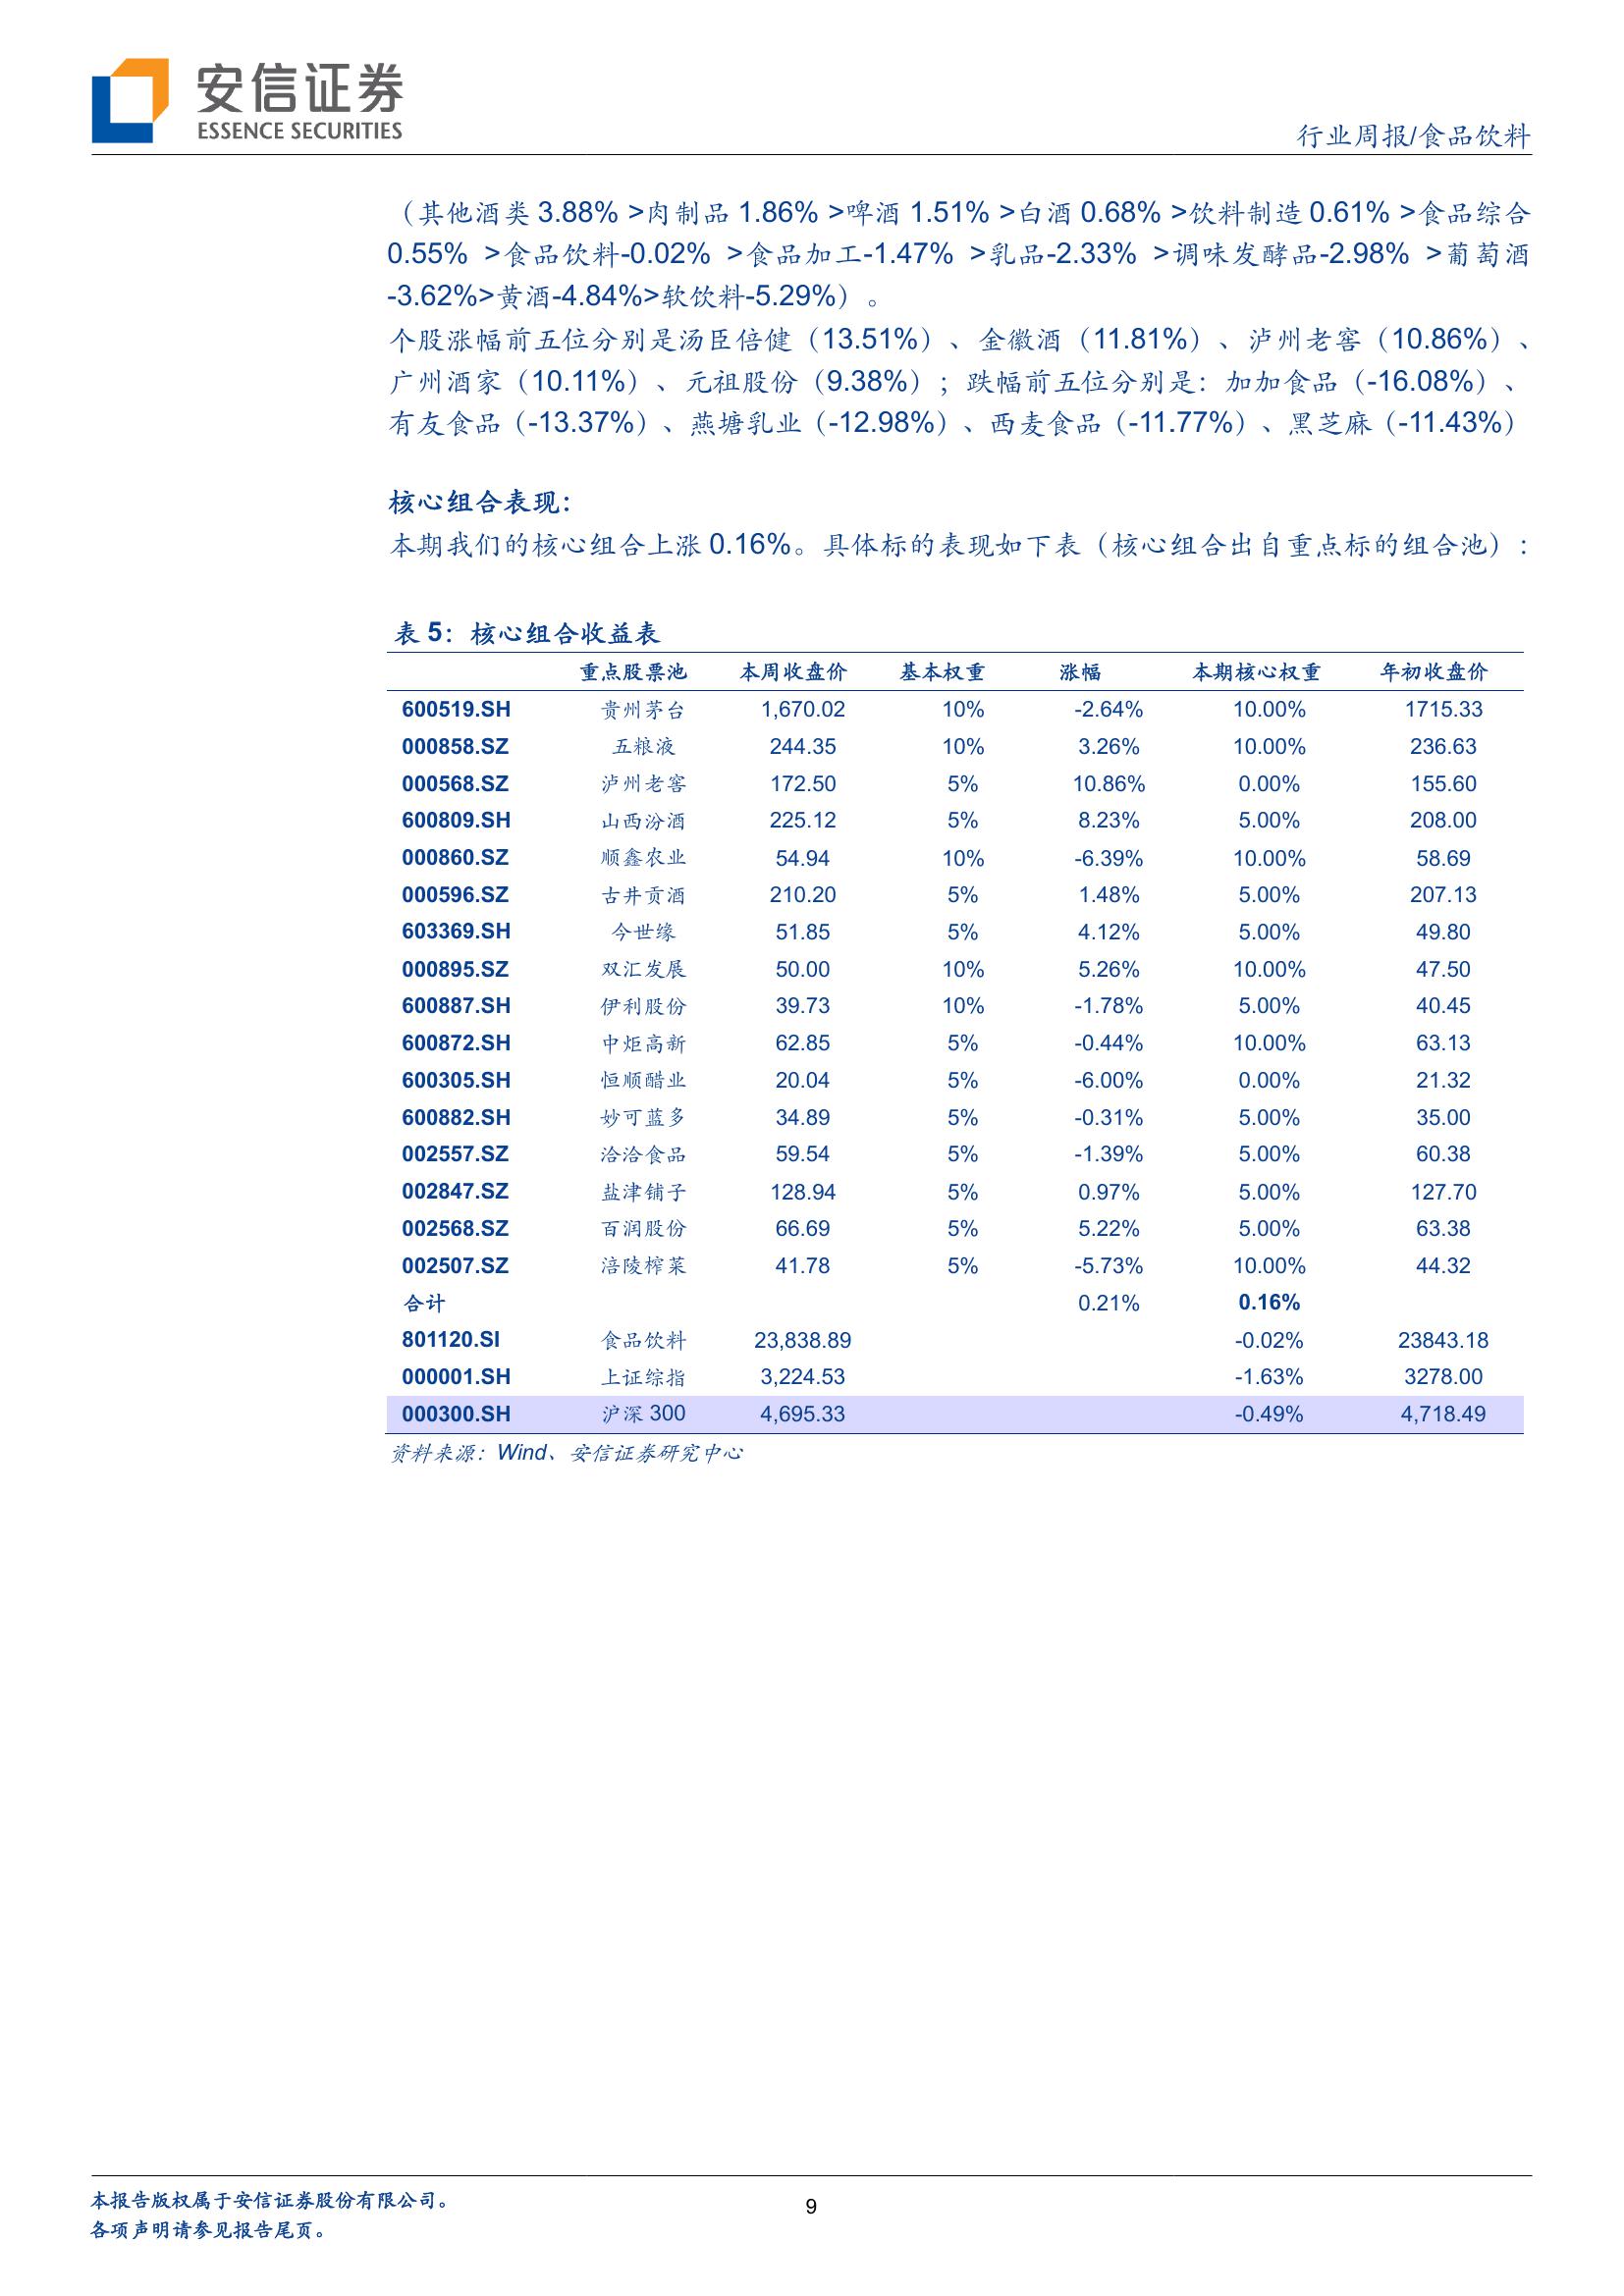 安信证券
ESSENCE SECURITIES
行业周报/食品饮料
（其他酒类 3.88% >肉制品 1.86% >啤酒 1.51% >白酒 0.68% >饮料制造 0.61% >食品综合
0.55% >食品饮料-0.02% >食品加工-1.47% >乳品-2.33% >调味发酵品-2.98% >葡萄酒
-3.62%>黄酒-4.84%>软饮料-5.29%）。
个股涨幅前五位分别是汤臣倍健（13.51%）、金徽酒（11.81%）、泸州老窖（10.86%）、
广州酒家（10.11%）、元祖股份（9.38%）；跌幅前五位分别是：加加食品（-16.08%）、
有友食品（-13.37%）、燕塘乳业（-12.98%）、西麦食品（-11.77%）、黑芝麻（-11.43%）
核心组合表现：
本期我们的核心组合上涨 0.16%。具体标的表现如下表（核心组合出自重点标的组合池）：
表 5：核心组合收益表
重点股票池 本周收盘价 基本权重 涨幅 本期核心权重 年初收盘价
600519.SH 贵州茅台 1,670.02 10% -2.64% 10.00% 1715.33
000858.SZ 五粮液 244.35 10% 3.26% 10.00% 236.63
000568.SZ 泸州老窖 172.50 5% 10.86% 0.00% 155.60
600809.SH 山西汾酒 225.12 5% 8.23% 5.00% 208.00
000860.SZ 顺鑫农业 54.94 10% -6.39% 10.00% 58.69
000596.SZ 古井贡酒 210.20 5% 1.48% 5.00% 207.13
603369.SH 今世缘 51.85 5% 4.12% 5.00% 49.80
000895.SZ 双汇发展 50.00 10% 5.26% 10.00% 47.50
600887.SH 伊利股份 39.73 10% -1.78% 5.00% 40.45
600872.SH 中炬高新 62.85 5% -0.44% 10.00% 63.13
600305.SH 恒顺醋业 20.04 5% -6.00% 0.00% 21.32
600882.SH 妙可蓝多 34.89 5% -0.31% 5.00% 35.00
002557.SZ 洽洽食品 59.54 5% -1.39% 5.00% 60.38
002847.SZ 盐津铺子 128.94 5% 0.97% 5.00% 127.70
002568.SZ 百润股份 66.69 5% 5.22% 5.00% 63.38
002507.SZ 涪陵榨菜 41.78 5% -5.73% 10.00% 44.32
合计 0.21% 0.16%
801120.SI 食品饮料 23,838.89 -0.02% 23843.18
000001.SH 上证综指 3,224.53 -1.63% 3278.00
000300.SH 沪深 300 4,695.33 -0.49% 4,718.49
资料来源：Wind、安信证券研究中心
本报告版权属于安信证券股份有限公司。
各项声明请参见报告尾页。
9